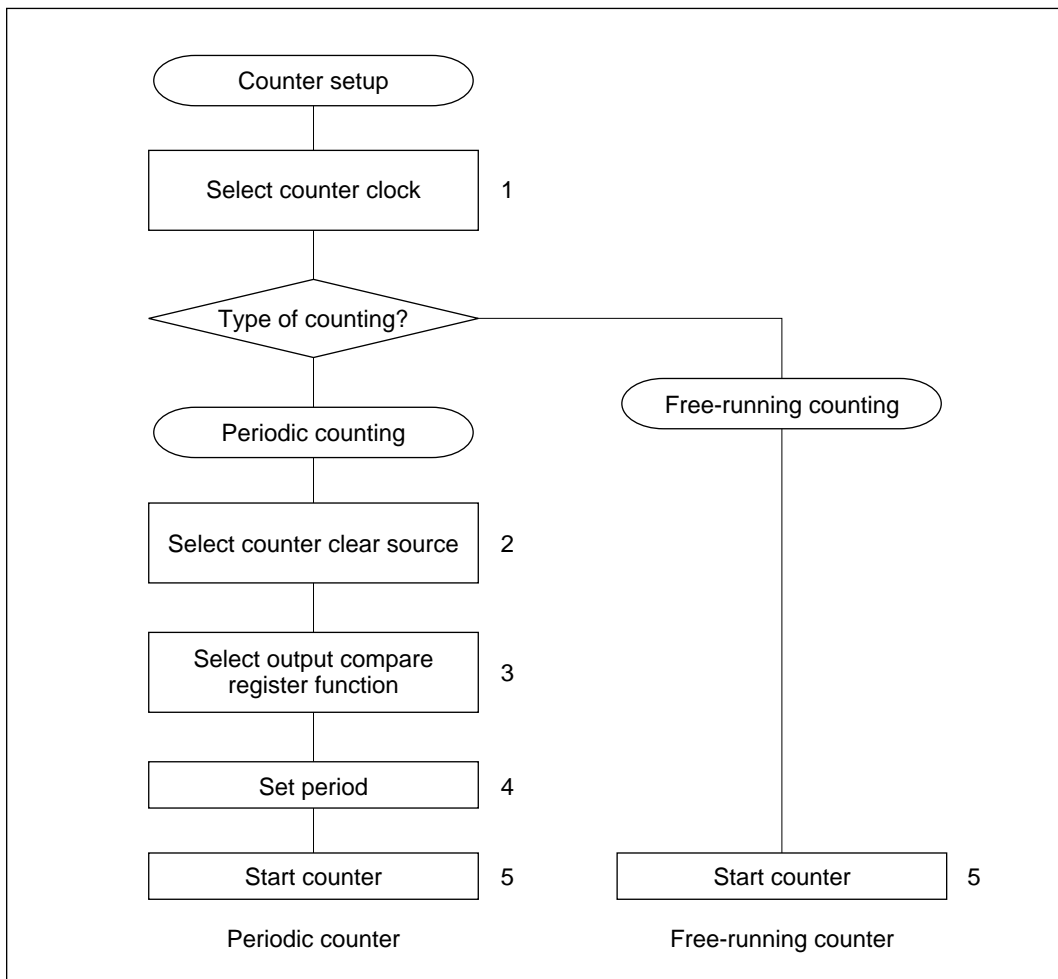 Counter setup
Select counter clock
1
Type of counting?
Free-running counting
Periodic counting
Select counter clear source
2
Select output compare
register function
3
Set period
4
Start counter
5
Start counter
5
Periodic counter
Free-running counter